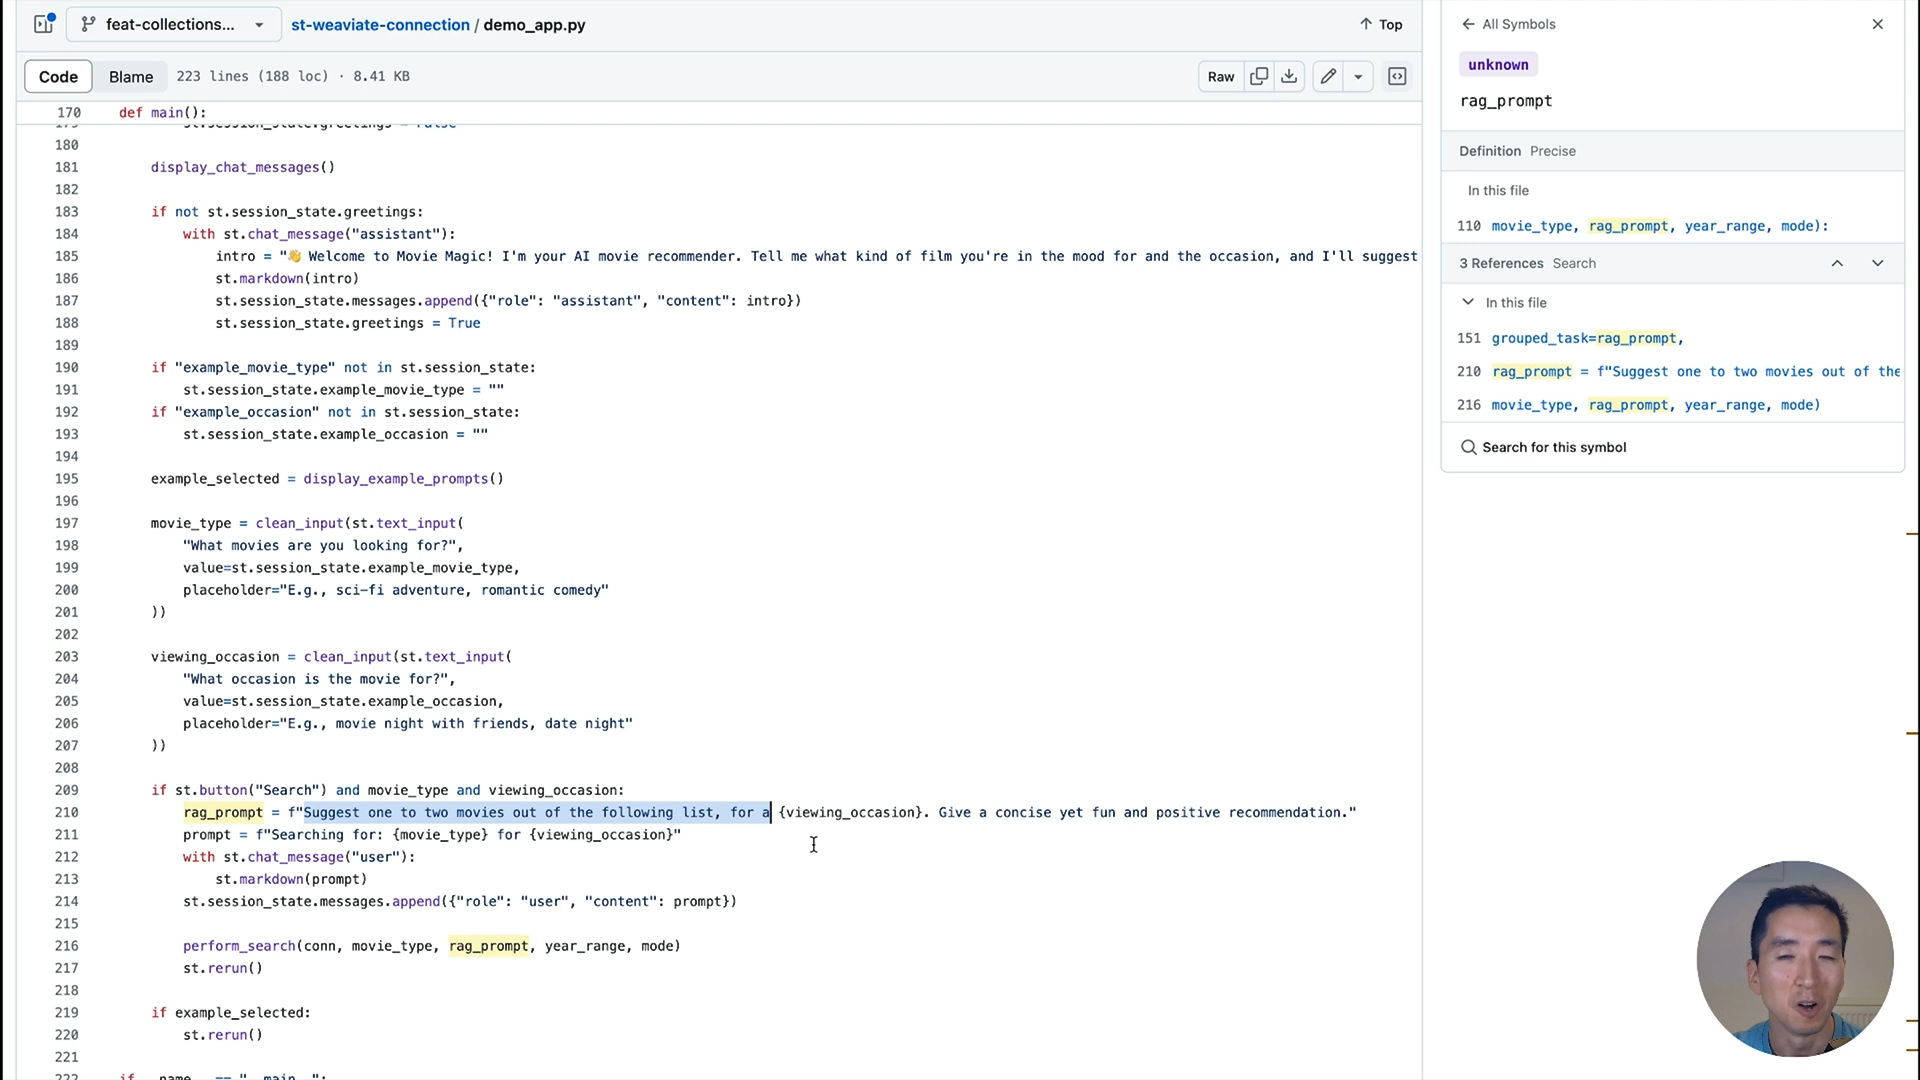 feat-collections...
st-weaviate-connection / demo_app.py
Top
Code
Blame
223 lines (188 loc) · 8.41 KB
Raw
170 def main():
179 st.session_state.greetings = False
180
181 display_chat_messages()
182
183 if not st.session_state.greetings:
184 with st.chat_message("assistant"):
185 intro = "👋 Welcome to Movie Magic! I'm your AI movie recommender. Tell me what kind of film you're in the mood for and the occasion, and I'll suggest
186 st.markdown(intro)
187 st.session_state.messages.append({"role": "assistant", "content": intro})
188 st.session_state.greetings = True
189
190 if "example_movie_type" not in st.session_state:
191 st.session_state.example_movie_type = ""
192 if "example_occasion" not in st.session_state:
193 st.session_state.example_occasion = ""
194
195 example_selected = display_example_prompts()
196
197 movie_type = clean_input(st.text_input(
198 "What movies are you looking for?",
199 value=st.session_state.example_movie_type,
200 placeholder="E.g., sci-fi adventure, romantic comedy"
201 ))
202
203 viewing_occasion = clean_input(st.text_input(
204 "What occasion is the movie for?",
205 value=st.session_state.example_occasion,
206 placeholder="E.g., movie night with friends, date night"
207 ))
208
209 if st.button("Search") and movie_type and viewing_occasion:
210 rag_prompt = f"Suggest one to two movies out of the following list, for a {viewing_occasion}. Give a concise yet fun and positive recommendation."
211 prompt = f"Searching for: {movie_type} for {viewing_occasion}"
212 with st.chat_message("user"):
213 st.markdown(prompt)
214 st.session_state.messages.append({"role": "user", "content": prompt})
215
216 perform_search(conn, movie_type, rag_prompt, year_range, mode)
217 st.rerun()
218
219 if example_selected:
220 st.rerun()
221
222 if __name__ == "__main__":
All Symbols
unknown
rag_prompt
Definition Precise
In this file
110 movie_type, rag_prompt, year_range, mode):
3 References Search
In this file
151 grouped_task=rag_prompt,
210 rag_prompt = f"Suggest one to two movies out of the
216 movie_type, rag_prompt, year_range, mode)
Search for this symbol